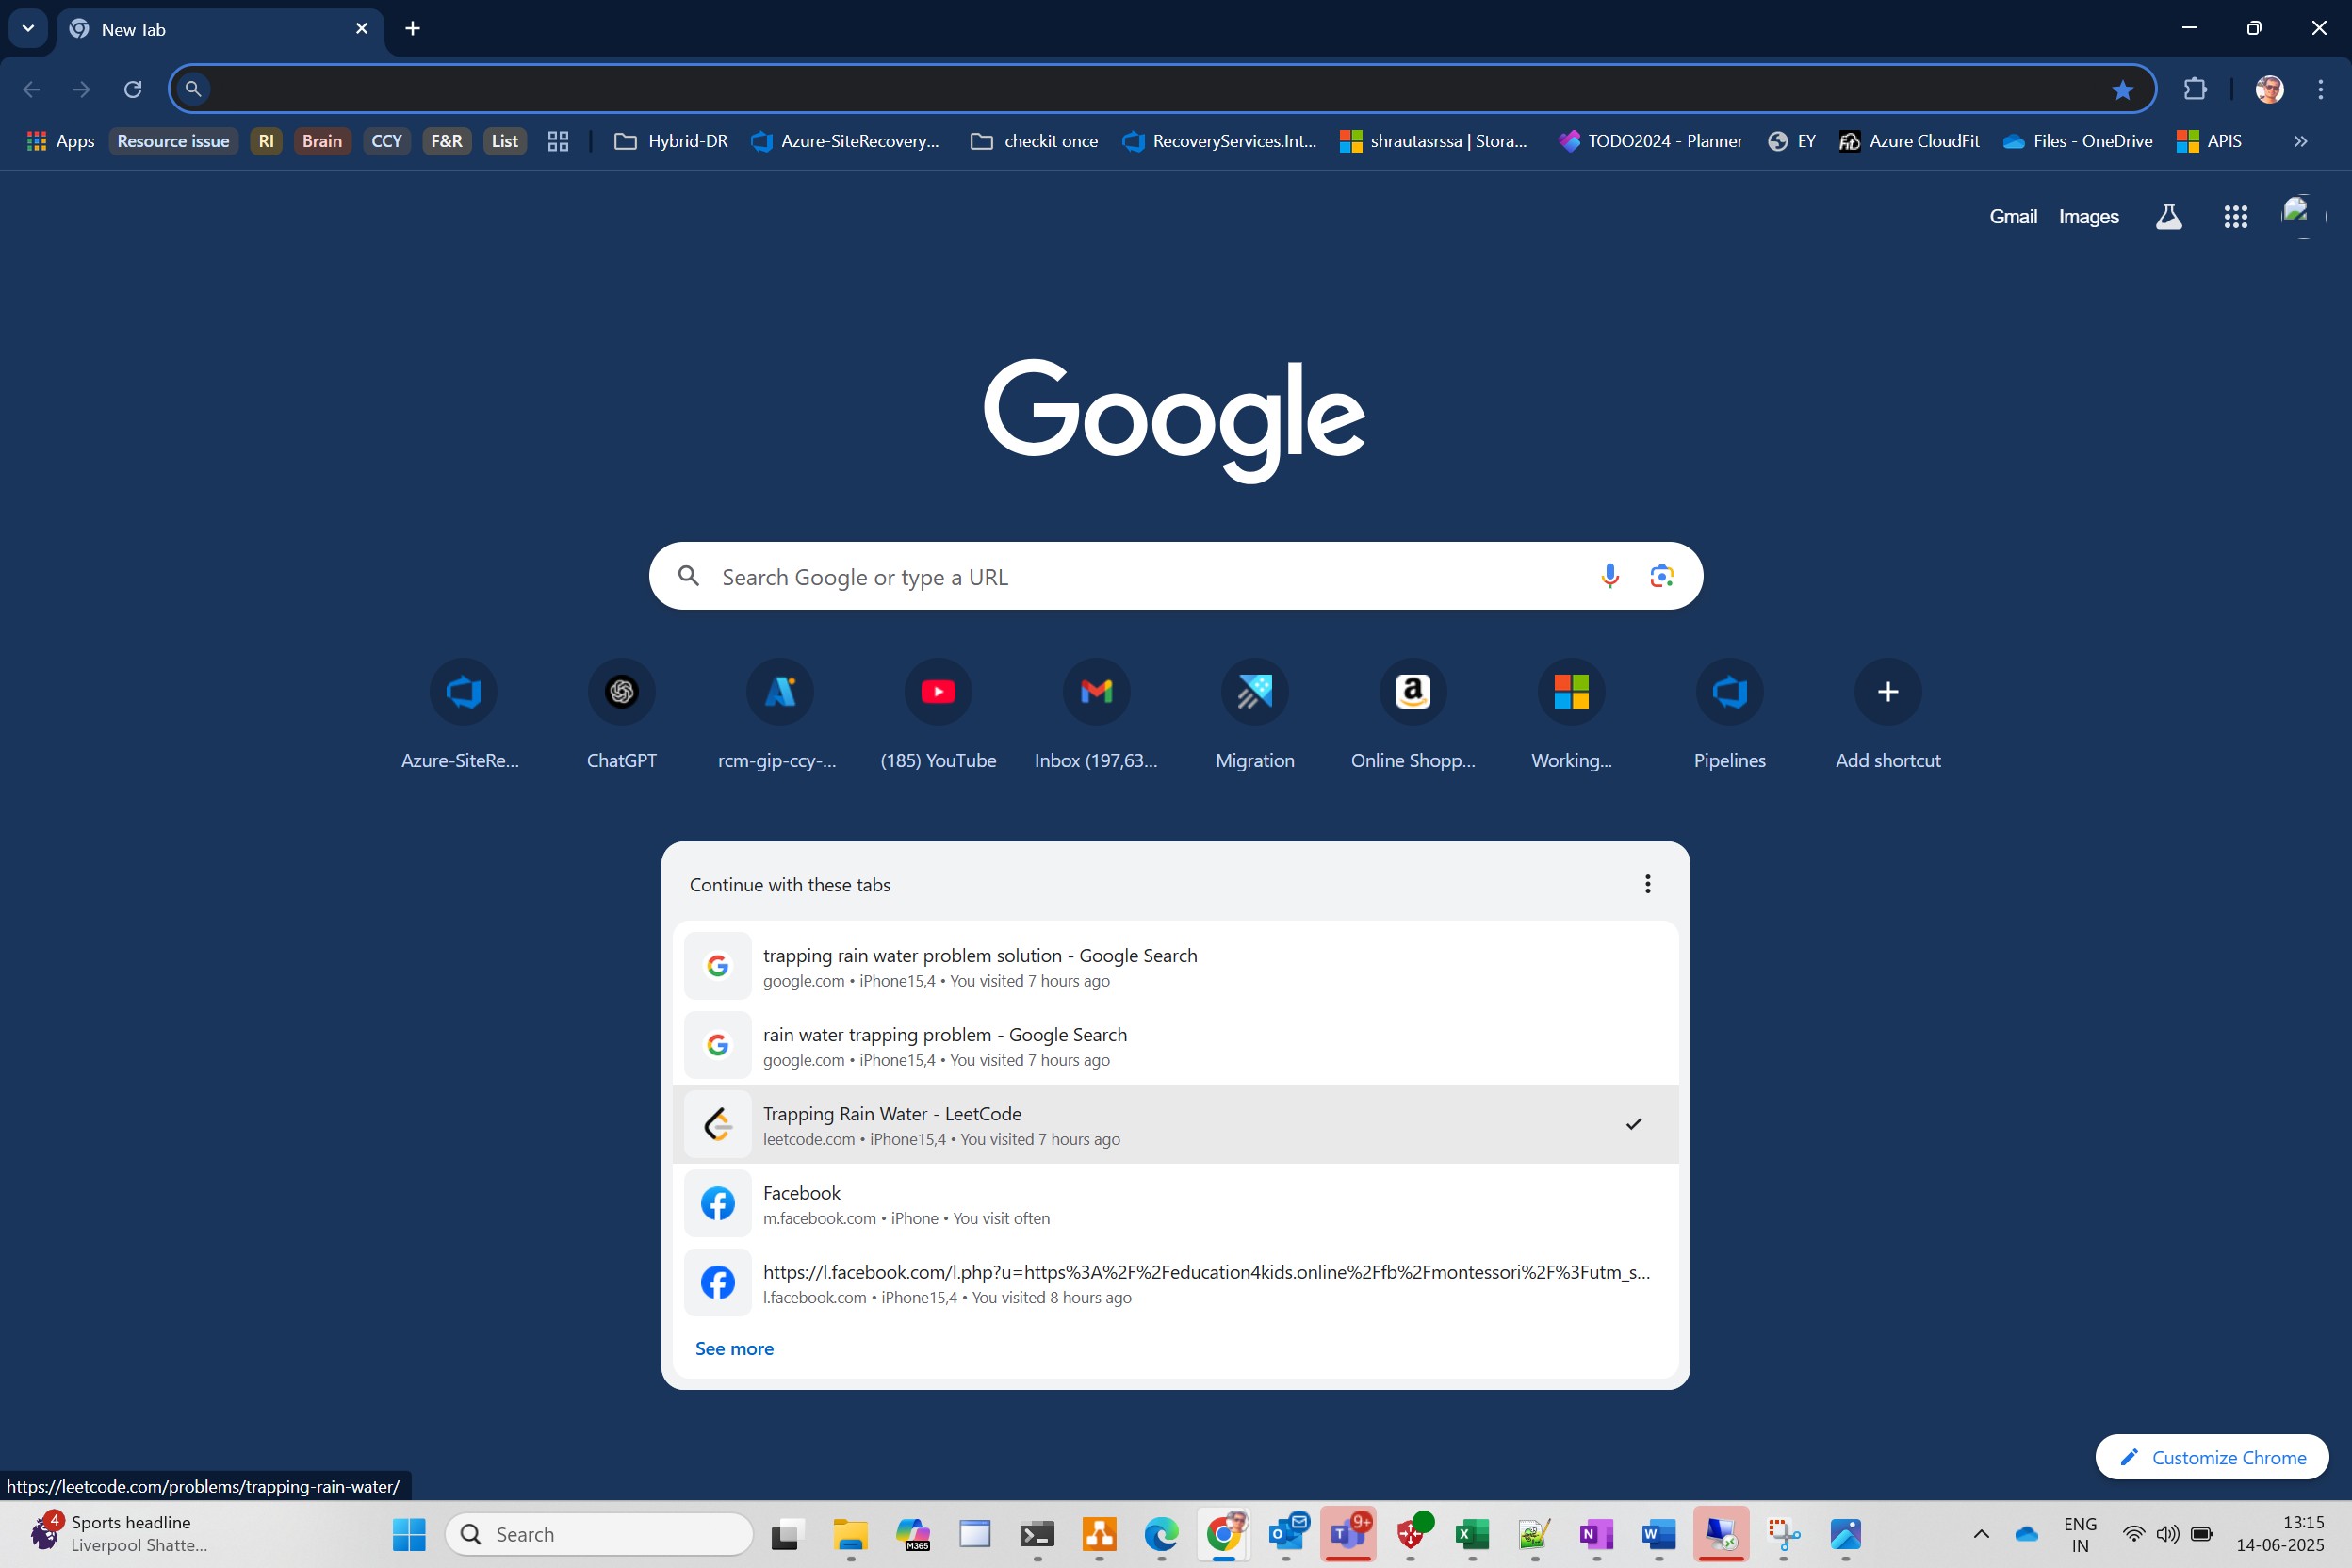 New Tab
Apps Resource issue RI Brain CCY F&R List Hybrid-DR Azure-SiteRecovery... checkit once RecoveryServices.Int... shrautasrssa | Stora... TODO2024 - Planner EY Azure CloudFit Files - OneDrive APIS
Gmail Images
Google
Search Google or type a URL
Azure-SiteRe... ChatGPT rcm-gip-ccy-... (185) YouTube Inbox (197,63... Migration Online Shopp... Working... Pipelines Add shortcut
Continue with these tabs
trapping rain water problem solution - Google Search
google.com • iPhone15,4 • You visited 7 hours ago
rain water trapping problem - Google Search
google.com • iPhone15,4 • You visited 7 hours ago
Trapping Rain Water - LeetCode
leetcode.com • iPhone15,4 • You visited 7 hours ago
Facebook
m.facebook.com • iPhone • You visit often
https://l.facebook.com/l.php?u=https%3A%2F%2Feducation4kids.online%2Ffb%2Fmontessori%2F%3Futm_s...
l.facebook.com • iPhone15,4 • You visited 8 hours ago
See more
Customize Chrome
https://leetcode.com/problems/trapping-rain-water/
4 Sports headline
Liverpool Shatte...
Search
M365
9+
ENG
IN
13:15
14-06-2025